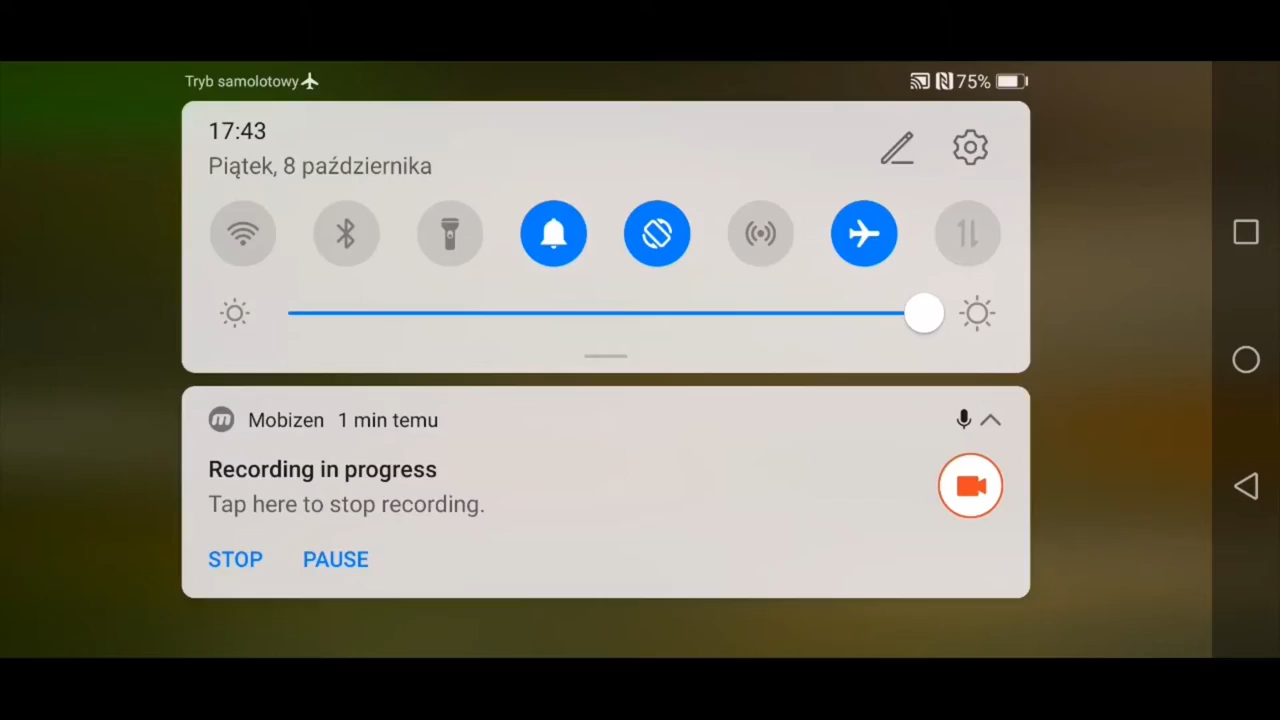 Tryb samolotowy
75%
17:43
Piątek, 8 października
Mobizen 1 min temu
Recording in progress
Tap here to stop recording.
STOP PAUSE